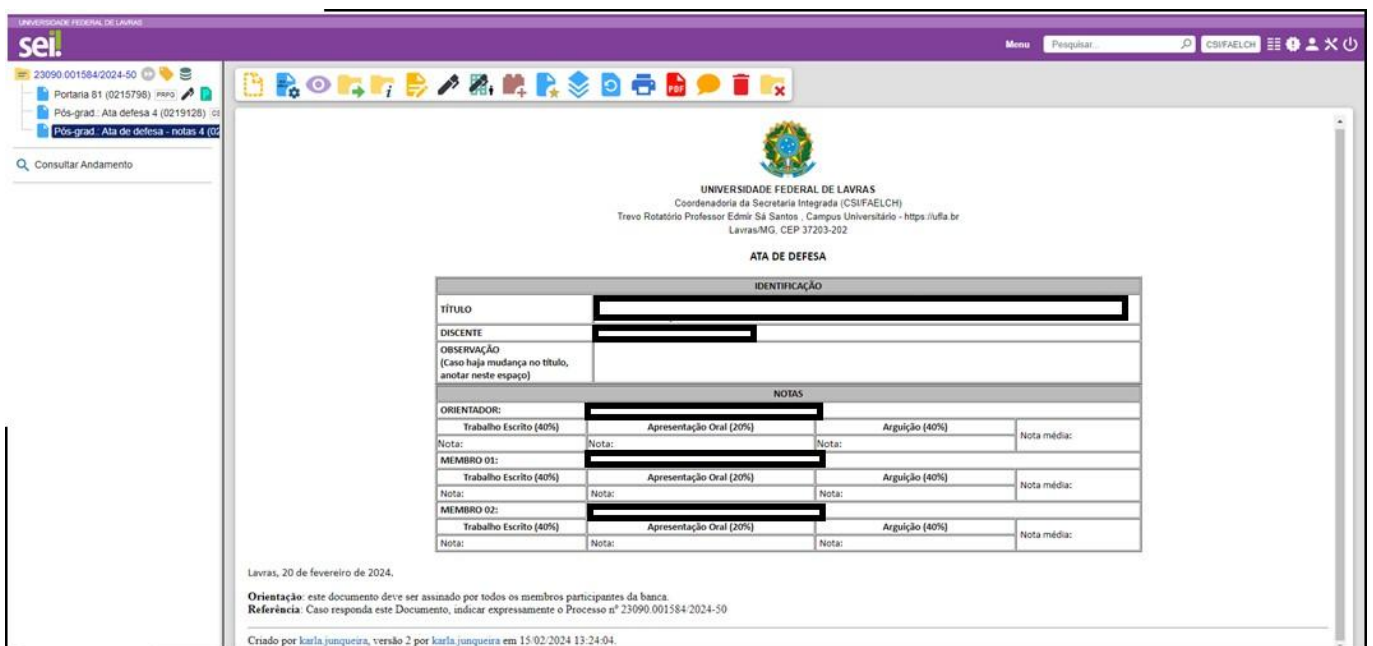 UNIVERSIDADE FEDERAL DE LAVRAS
sei!
Menu Pesquisar... CSI/FAELCH
23090.001584/2024-50
Portaria 81 (0215798) PRPG
Pós-grad.: Ata defesa 4 (0219128)
Pós-grad.: Ata de defesa - notas 4 (02
Consultar Andamento
UNIVERSIDADE FEDERAL DE LAVRAS
Coordenadoria da Secretaria Integrada (CSI/FAELCH)
Trevo Rotatório Professor Edmir Sá Santos , Campus Universitário - https://ufla.br
Lavras/MG, CEP 37203-202
ATA DE DEFESA
IDENTIFICAÇÃO
TÍTULO
DISCENTE
OBSERVAÇÃO
(Caso haja mudança no título,
anotar neste espaço)
NOTAS
ORIENTADOR:
Trabalho Escrito (40%) Apresentação Oral (20%) Arguição (40%) Nota média:
Nota: Nota: Nota:
MEMBRO 01:
Trabalho Escrito (40%) Apresentação Oral (20%) Arguição (40%) Nota média:
Nota: Nota: Nota:
MEMBRO 02:
Trabalho Escrito (40%) Apresentação Oral (20%) Arguição (40%) Nota média:
Nota: Nota: Nota:
Lavras, 20 de fevereiro de 2024.
Orientação: este documento deve ser assinado por todos os membros participantes da banca.
Referência: Caso responda este Documento, indicar expressamente o Processo nº 23090.001584/2024-50
Criado por karla.junqueira, versão 2 por karla.junqueira em 15/02/2024 13:24:04.